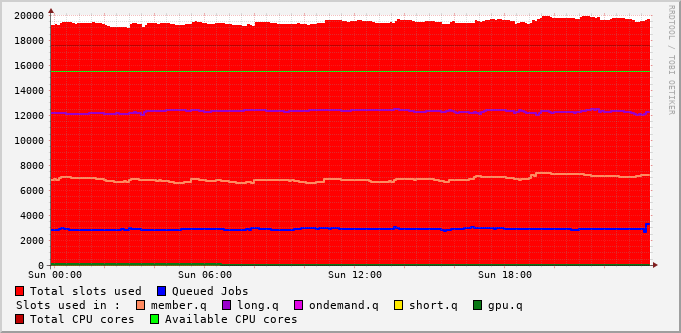 20000
18000
16000
14000
12000
10000
8000
6000
4000
2000
0
Sun 00:00 Sun 06:00 Sun 12:00 Sun 18:00
Total slots used Queued Jobs
Slots used in : member.q long.q ondemand.q short.q gpu.q
Total CPU cores Available CPU cores
RRDTOOL / TOBI OETIKER